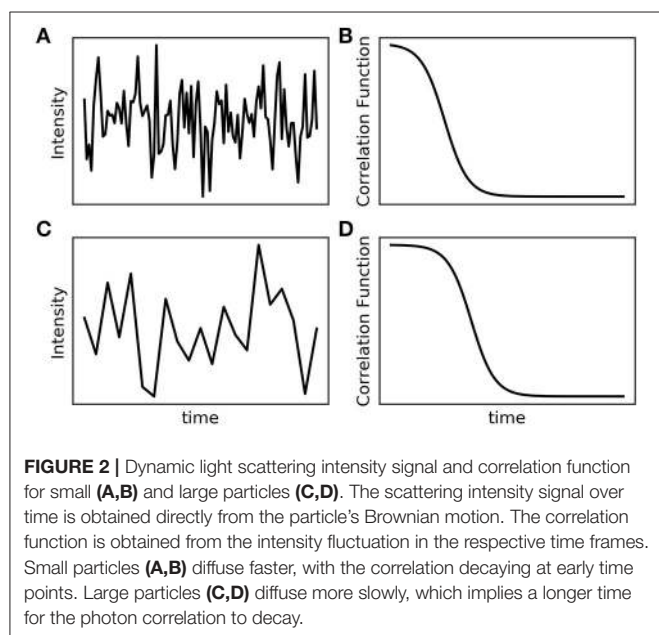 A
B
Intensity
Correlation Function
C
D
Intensity
Correlation Function
time
time
FIGURE 2 | Dynamic light scattering intensity signal and correlation function
for small (A,B) and large particles (C,D). The scattering intensity signal over
time is obtained directly from the particle's Brownian motion. The correlation
function is obtained from the intensity fluctuation in the respective time frames.
Small particles (A,B) diffuse faster, with the correlation decaying at early time
points. Large particles (C,D) diffuse more slowly, which implies a longer time
for the photon correlation to decay.